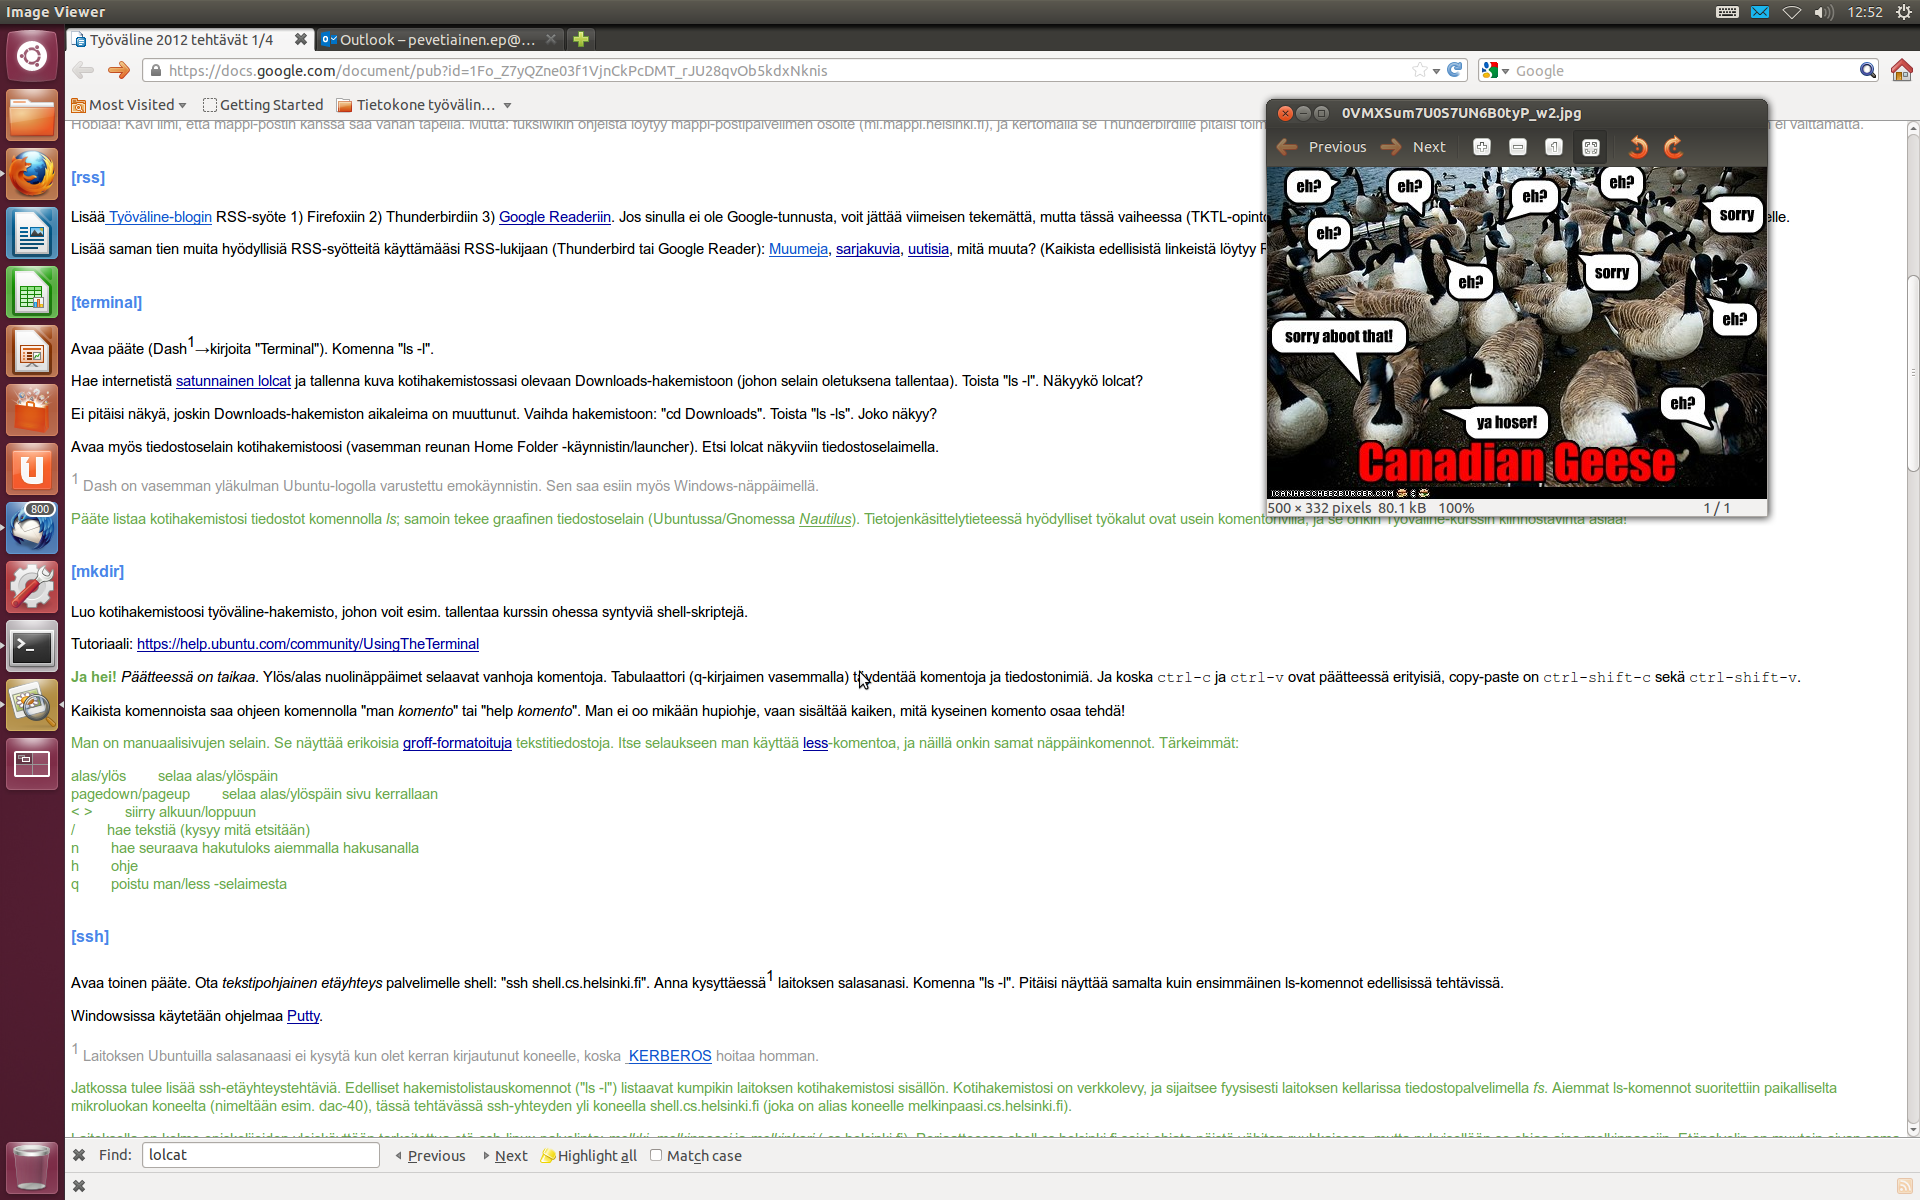 Image Viewer
12:52
Työväline 2012 tehtävät 1/4
Outlook – pevetiainen.ep@...
https://docs.google.com/document/pub?id=1Fo_Z7yQZne03f1VjnCkPcDMT_rJU28qvOb5kdxNknis
Google
Most Visited
Getting Started
Tietokone työvälin...
[rss]
Lisää Työväline-blogin RSS-syöte 1) Firefoxiin 2) Thunderbirdiin 3) Google Readeriin. Jos sinulla ei ole Google-tunnusta, voit jättää viimeisen tekemättä, mutta tässä vaiheessa (TKTL-opinto
lle.
Lisää saman tien muita hyödyllisiä RSS-syötteitä käyttämääsi RSS-lukijaan (Thunderbird tai Google Reader): Muumeja, sarjakuvia, uutisia, mitä muuta? (Kaikista edellisistä linkeistä löytyy
[terminal]
Avaa pääte (Dash1→kirjoita "Terminal"). Komenna "ls -l".
Hae internetistä satunnainen lolcat ja tallenna kuva kotihakemistossasi olevaan Downloads-hakemistoon (johon selain oletuksena tallentaa). Toista "ls -l". Näkyykö lolcat?
Ei pitäisi näkyä, joskin Downloads-hakemiston aikaleima on muuttunut. Vaihda hakemistoon: "cd Downloads". Toista "ls -ls". Joko näkyy?
Avaa myös tiedostoselain kotihakemistoosi (vasemman reunan Home Folder -käynnistin/launcher). Etsi lolcat näkyviin tiedostoselaimella.
1 Dash on vasemman yläkulman Ubuntu-logolla varustettu emokäynnistin. Sen saa esiin myös Windows-näppäimellä.
Pääte listaa kotihakemistosi tiedostot komennolla ls; samoin tekee graafinen tiedostoselain (Ubuntussa/Gnomessa Nautilus). Tietojenkäsittelytieteessä hyödylliset työkalut ovat usein komentorivillä, ja se onkin Työväline-kurssin kiinnostavinta asiaa!
800
[mkdir]
Luo kotihakemistoosi työväline-hakemisto, johon voit esim. tallentaa kurssin ohessa syntyviä shell-skriptejä.
Tutoriaali: https://help.ubuntu.com/community/UsingTheTerminal
Ja hei! Päätteessä on taikaa. Ylös/alas nuolinäppäimet selaavat vanhoja komentoja. Tabulaattori (q-kirjaimen vasemmalla) täydentää komentoja ja tiedostonimiä. Ja koska ctrl-c ja ctrl-v ovat päätteessä erityisiä, copy-paste on ctrl-shift-c sekä ctrl-shift-v.
Kaikista komennoista saa ohjeen komennolla "man komento" tai "help komento". Man ei oo mikään hupiohje, vaan sisältää kaiken, mitä kyseinen komento osaa tehdä!
Man on manuaalisivujen selain. Se näyttää erikoisia groff-formatoituja tekstitiedostoja. Itse selaukseen man käyttää less-komentoa, ja näillä onkin samat näppäinkomennot. Tärkeimmät:
alas/ylös selaa alas/ylöspäin
pagedown/pageup selaa alas/ylöspäin sivu kerrallaan
< > siirry alkuun/loppuun
/ hae tekstiä (kysyy mitä etsitään)
n hae seuraava hakutuloks aiemmalla hakusanalla
h ohje
q poistu man/less -selaimesta
[ssh]
Avaa toinen pääte. Ota tekstipohjainen etäyhteys palvelimelle shell: "ssh shell.cs.helsinki.fi". Anna kysyttäessä1 laitoksen salasanasi. Komenna "ls -l". Pitäisi näyttää samalta kuin ensimmäinen ls-komennot edellisissä tehtävissä.
Windowsissa käytetään ohjelmaa Putty.
1 Laitoksen Ubuntuilla salasanaasi ei kysytä kun olet kerran kirjautunut koneelle, koska KERBEROS hoitaa homman.
Jatkossa tulee lisää ssh-etäyhteystehtäviä. Edelliset hakemistolistauskomennot ("ls -l") listaavat kumpikin laitoksen kotihakemistosi sisällön. Kotihakemistosi on verkkolevy, ja sijaitsee fyysisesti laitoksen kellarissa tiedostopalvelimella fs. Aiemmat ls-komennot suoritettiin paikalliselta
mikroluokan koneelta (nimeltään esim. dac-40), tässä tehtävässä ssh-yhteyden yli koneella shell.cs.helsinki.fi (joka on alias koneelle melkinpaasi.cs.helsinki.fi).
Find: lolcat
Previous
Next
Highlight all
Match case
0VMXSum7U0S7UN6B0tyP_w2.jpg
Previous
Next
eh?
eh?
eh?
eh?
sorry
eh?
sorry
eh?
eh?
sorry aboot that!
eh?
ya hoser!
Canadian Geese
ICANHASCHEEZBURGER.COM
500 × 332 pixels 80.1 kB 100%
1 / 1